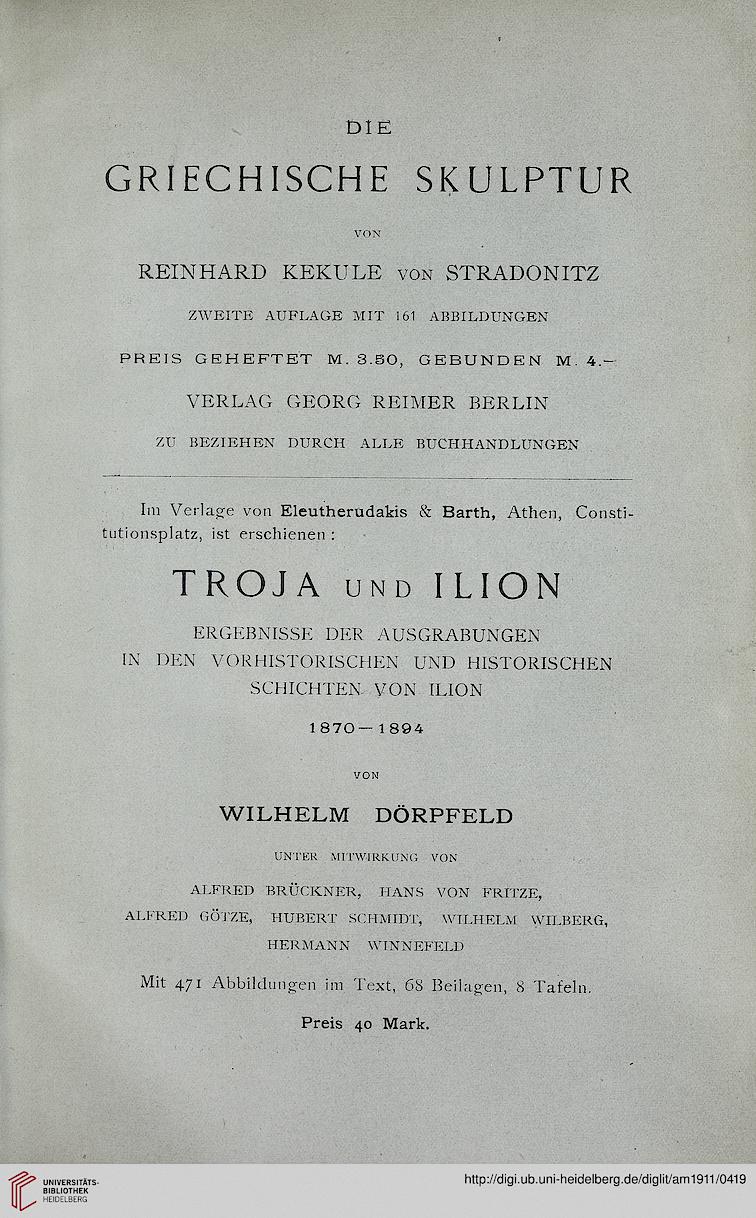 DIE
GRIECHISCHE SKULPTUR
VON
REINHARD KEKULE VON STRADONITZ
ZWEITE AUFLAGE MIT 161 ABBILDUNGEN
PREIS GEHEFTET M. 3.50, GEBUNDEN M. 4.—
VERLAG GEORG REIMER BERLIN
ZU BEZIEHEN DURCH ALLE BUCHHANDLUNGEN
Im Verlage von Eleutherudakis & Barth, Athen, Consti-
tutionsplatz, ist erschienen:
TROJA UND ILION
ERGEBNISSE DER AUSGRABUNGEN
IN DEN VORHISTORISCHEN UND HISTORISCHEN
SCHICHTEN VON ILION
1870—1894
VON
WILHELM DÖRPFELD
UNTER MITWIRKUNG VON
ALFRED BRÜCKNER, HANS VON FRITZE,
ALFRED GÖTZE, HUBERT SCHMIDT, WILHELM WILBERG,
HERMANN WINNEFELD
Mit 471 Abbildungen im Text, 68 Beilagen, 8 Tafeln.
Preis 40 Mark.
UNIVERSITÄTS-
BIBLIOTHEK
HEIDELBERG
http://digi.ub.uni-heidelberg.de/diglit/am1911/0419